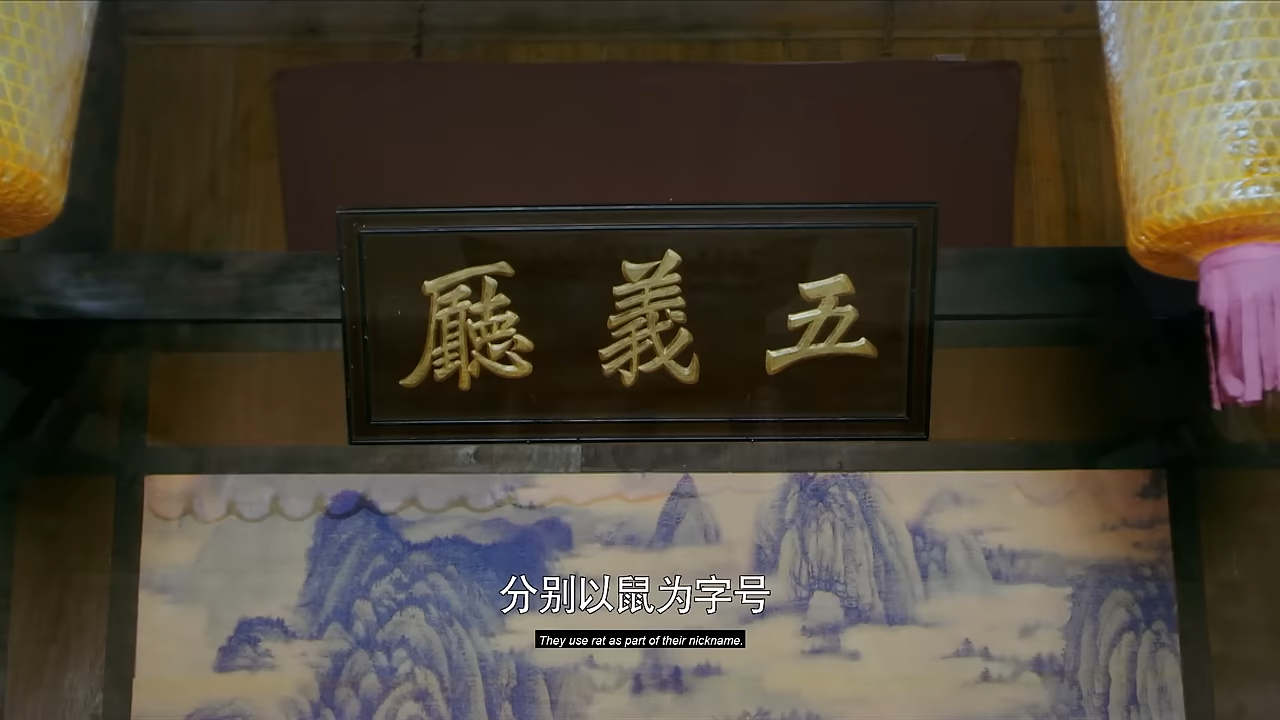 五義廳
分别以鼠为字号
They use rat as part of their nickname.